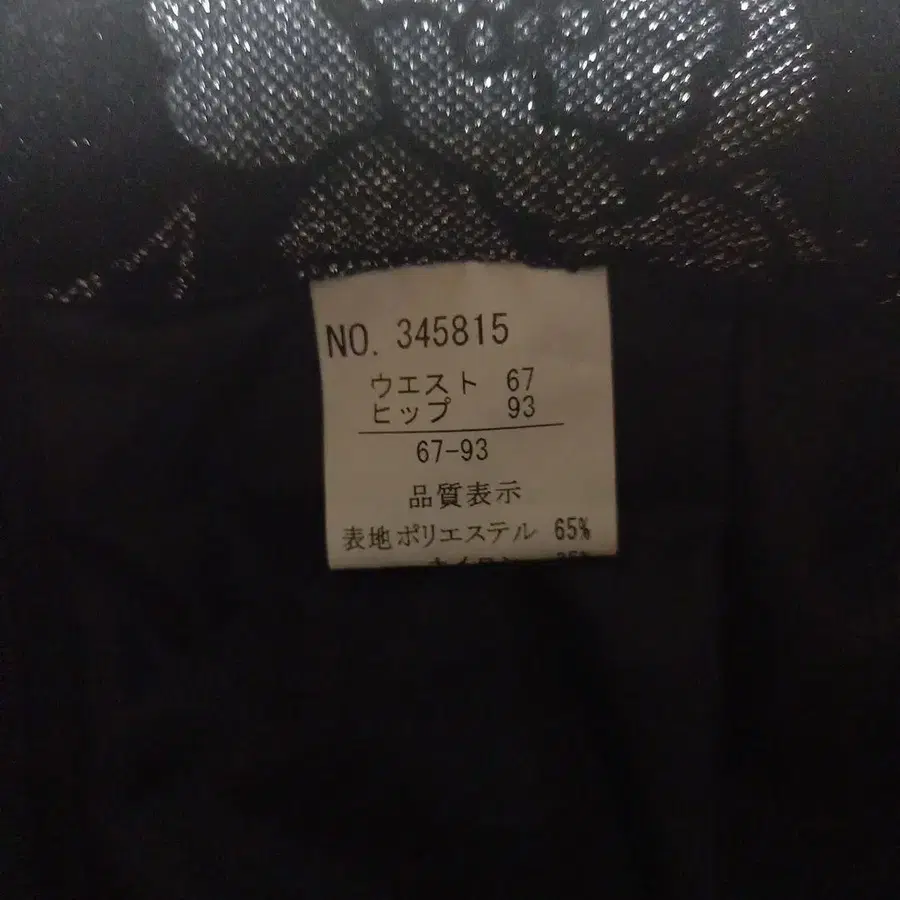 NO. 345815
ウエスト 67
ヒップ 93
67-93
品質表示
表地ポリエステル 65%